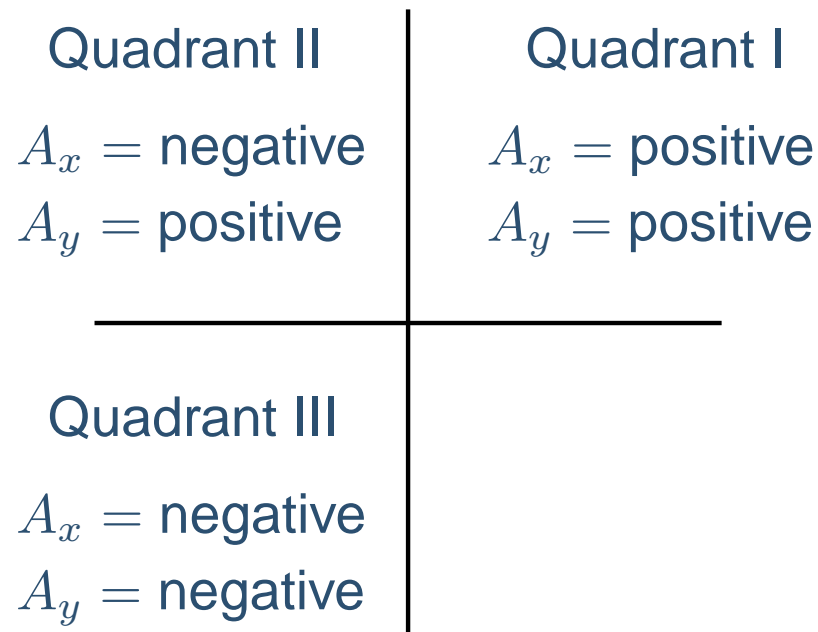 Quadrant II
$A_x$ = negative
$A_y$ = positive
Quadrant I
$A_x$ = positive
$A_y$ = positive
Quadrant III
$A_x$ = negative
$A_y$ = negative